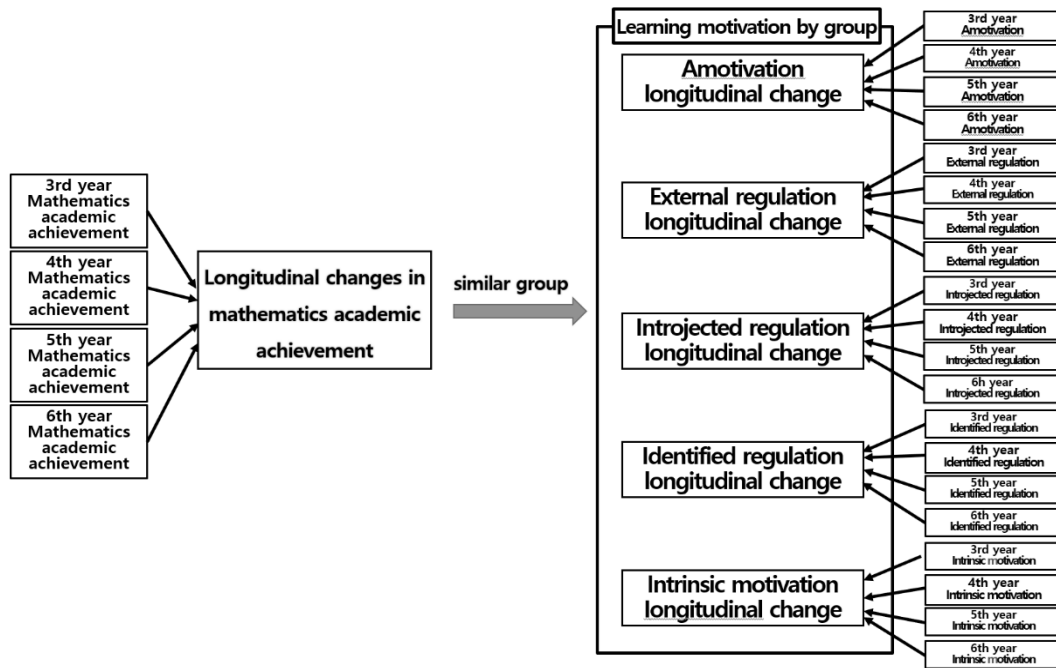 3rd year
Mathematics
academic
achievement
4th year
Mathematics
academic
achievement
5th year
Mathematics
academic
achievement
6th year
Mathematics
academic
achievement
Longitudinal changes in
mathematics academic
achievement
similar group
Learning motivation by group
Amotivation
longitudinal change
External regulation
longitudinal change
Introjected regulation
longitudinal change
Identified regulation
longitudinal change
Intrinsic motivation
longitudinal change
3rd year
Amotivation
4th year
Amotivation
5th year
Amotivation
6th year
Amotivation
3rd year
External regulation
4th year
External regulation
5th year
External regulation
6th year
External regulation
3rd year
Introjected regulation
4th year
Introjected regulation
5th year
Introjected regulation
6h year
Introjected regulation
3rd year
Identified regulation
4th year
Identified regulation
5th year
Identified regulation
6th year
Identified regulation
3rd year
Intrinsic motivation
4th year
Intrinsic motivation
5th year
Intrinsic motivation
6th year
Intrinsic motivation